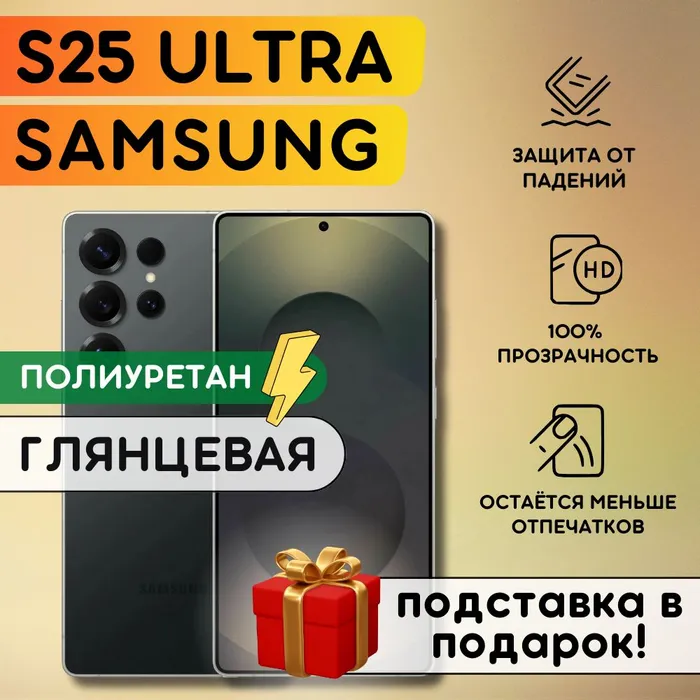 S25 ULTRA
SAMSUNG
ЗАЩИТА ОТ
ПАДЕНИЙ
HD
100%
ПРОЗРАЧНОСТЬ
ПОЛИУРЕТАН
ГЛЯНЦЕВАЯ
ОСТАЁТСЯ МЕНЬШЕ
ОТПЕЧАТКОВ
SAMSUNG
подставка в
подарок!